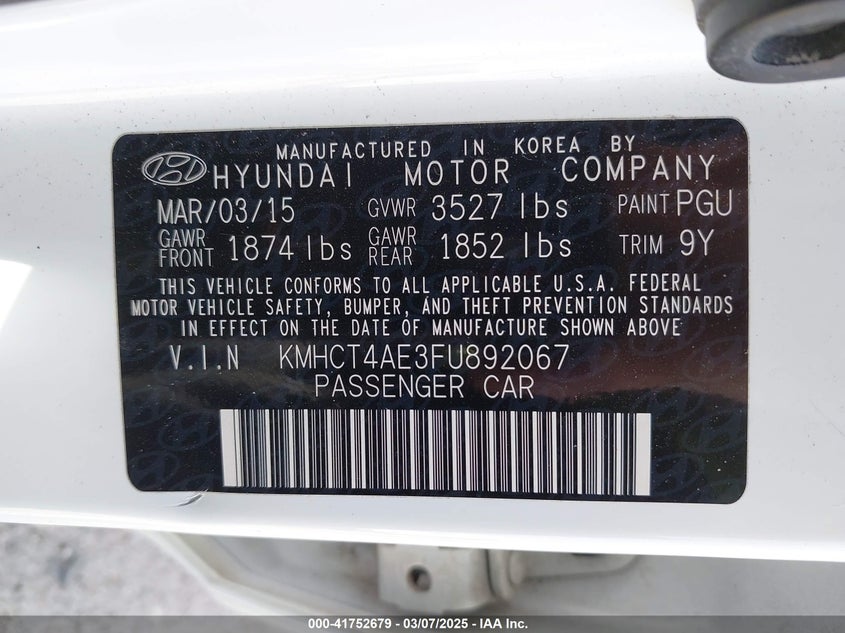 MANUFACTURED IN KOREA BY
HYUNDAI MOTOR COMPANY
MAR/03/15 GVWR 3527 lbs PAINT PGU
GAWR FRONT 1874 lbs GAWR REAR 1852 lbs TRIM 9Y
THIS VEHICLE CONFORMS TO ALL APPLICABLE U.S.A. FEDERAL
MOTOR VEHICLE SAFETY, BUMPER, AND THEFT PREVENTION STANDARDS
IN EFFECT ON THE DATE OF MANUFACTURE SHOWN ABOVE
V.I.N KMHCT4AE3FU892067
PASSENGER CAR
000-41752679 - 03/07/2025 - IAA Inc.